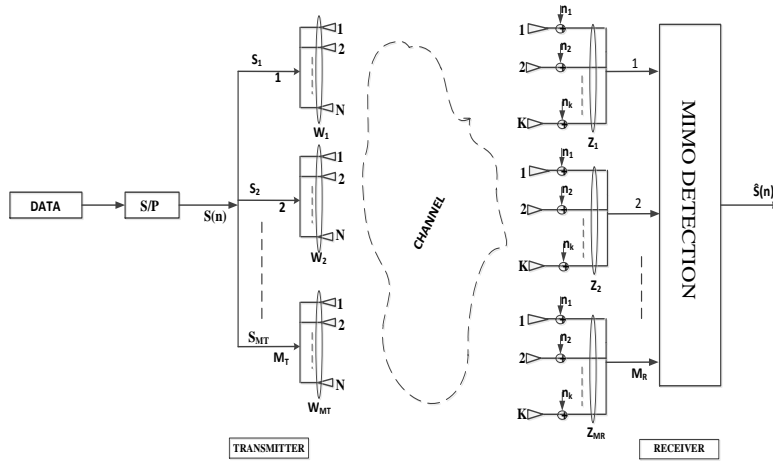 DATA
S/P
S(n)
S1
1
1
2
N
W1
S2
2
1
2
N
W2
SMT
MT
1
2
N
WMT
TRANSMITTER
CHANNEL
n1
1
n2
2
nk
K
Z1
1
n1
1
n2
2
nk
K
Z2
2
n1
1
n2
2
nk
K
ZMR
MR
MIMO DETECTION
Ŝ(n)
RECEIVER